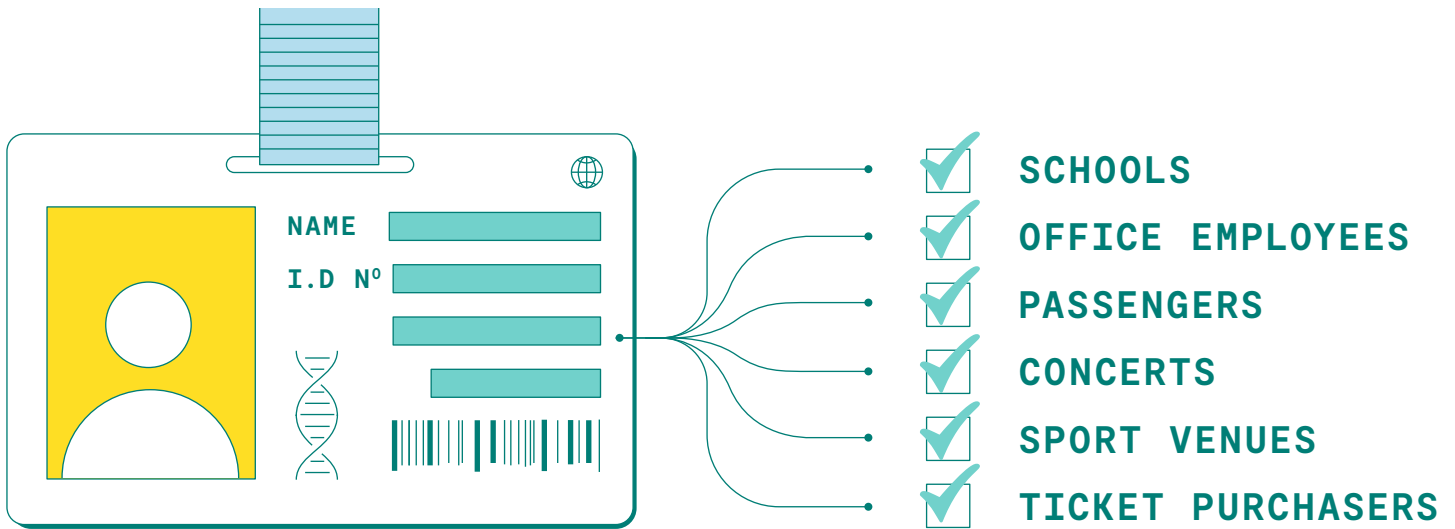 NAME
I.D Nº
SCHOOLS
OFFICE EMPLOYEES
PASSENGERS
CONCERTS
SPORT VENUES
TICKET PURCHASERS